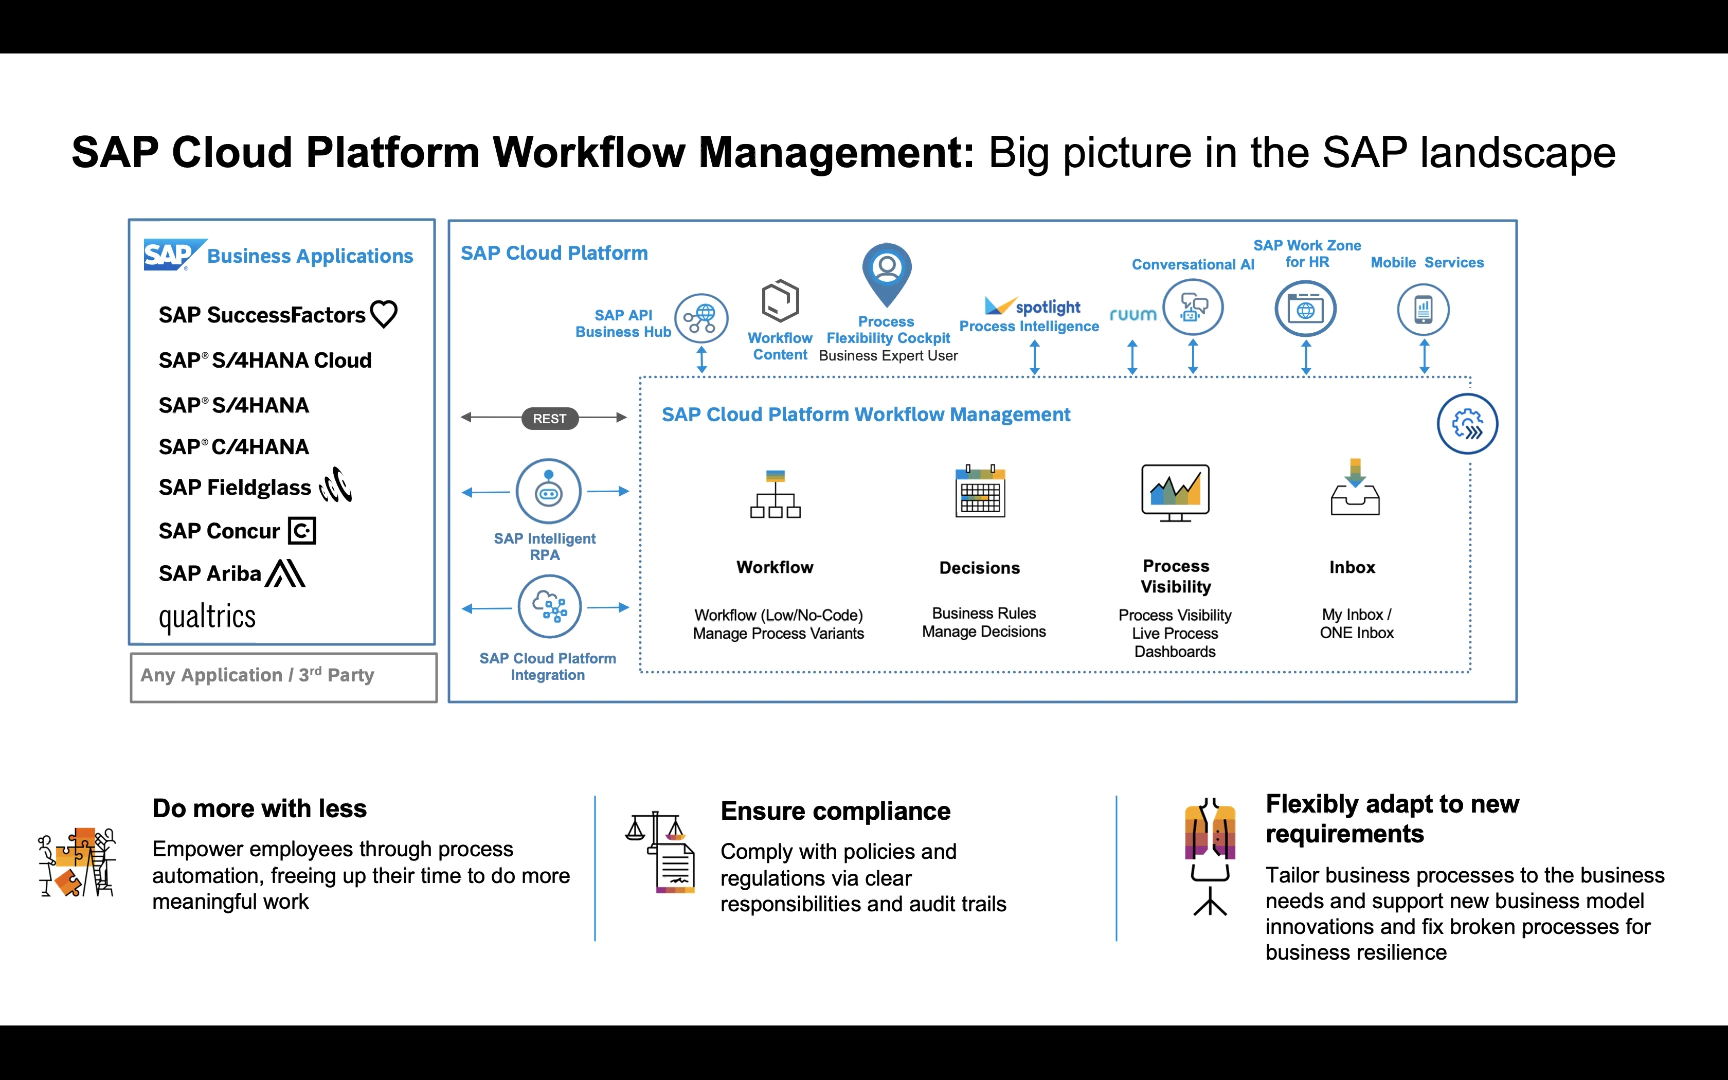 SAP Cloud Platform Workflow Management: Big picture in the SAP landscape
SAP Business Applications
SAP SuccessFactors
SAP® S/4HANA Cloud
SAP® S/4HANA
SAP® C/4HANA
SAP Fieldglass
SAP Concur C
SAP Ariba
qualtrics
Any Application / 3rd Party
SAP Cloud Platform
SAP API
Business Hub
Workflow
Content
Process
Flexibility Cockpit
Business Expert User
spotlight
Process Intelligence
ruum
Conversational AI
SAP Work Zone
for HR
Mobile Services
REST
SAP Intelligent
RPA
SAP Cloud Platform
Integration
SAP Cloud Platform Workflow Management
Workflow
Workflow (Low/No-Code)
Manage Process Variants
Decisions
Business Rules
Manage Decisions
Process
Visibility
Process Visibility
Live Process
Dashboards
Inbox
My Inbox /
ONE Inbox
Do more with less
Empower employees through process
automation, freeing up their time to do more
meaningful work
Ensure compliance
Comply with policies and
regulations via clear
responsibilities and audit trails
Flexibly adapt to new
requirements
Tailor business processes to the business
needs and support new business model
innovations and fix broken processes for
business resilience